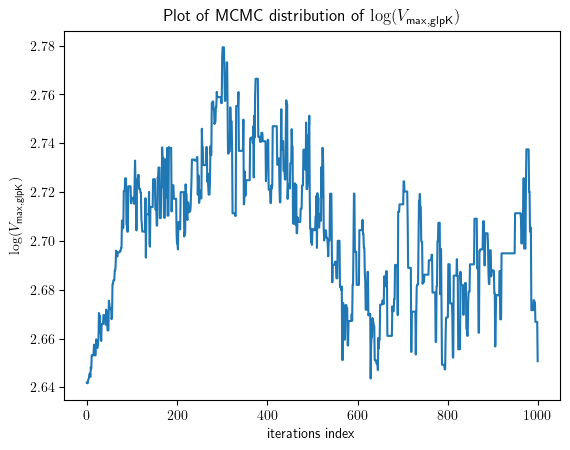 Plot of MCMC distribution of log(V_max,glpK)
log(V_max,glpK)
2.78
2.76
2.74
2.72
2.70
2.68
2.66
2.64
0 200 400 600 800 1000
iterations index